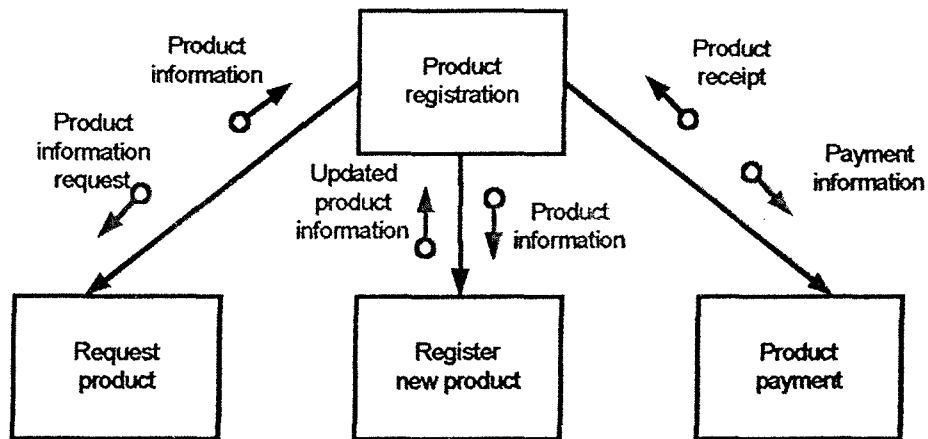 Product
information
Product
registration
Product
receipt
Product
information
request
Payment
information
Updated
product
information
Product
information
Request
product
Register
new product
Product
payment